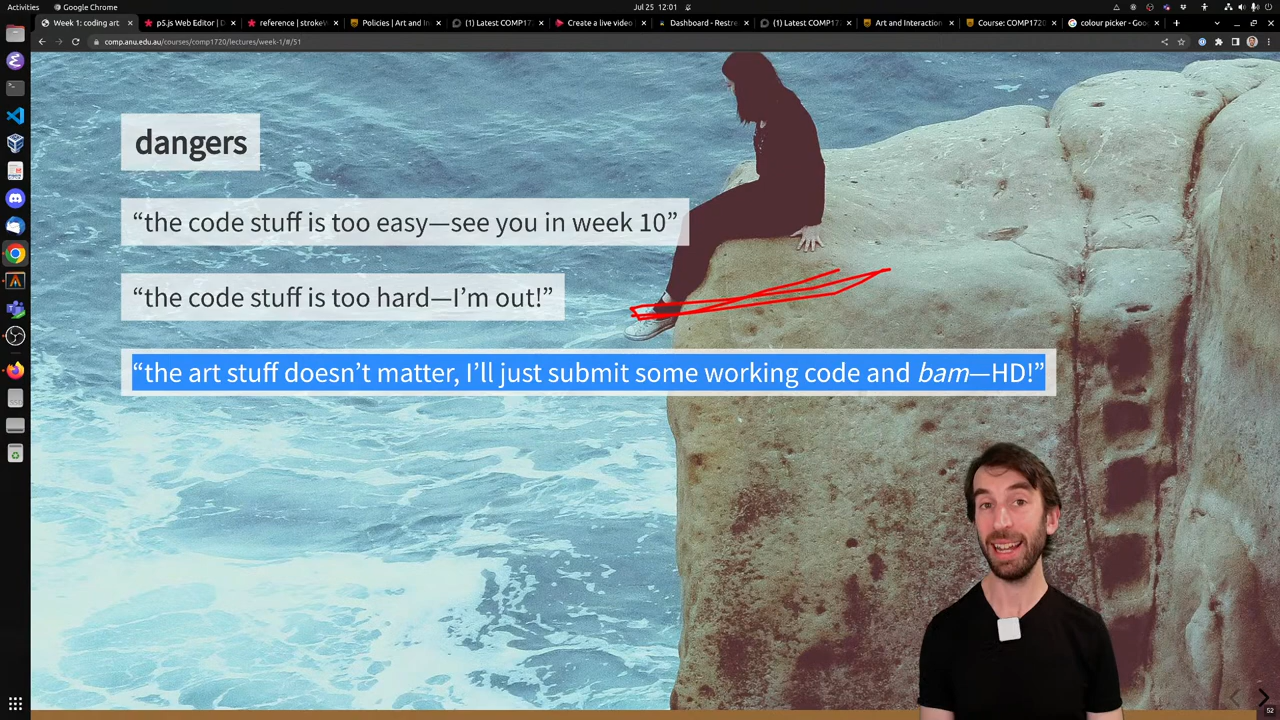 Activities
Google Chrome
Jul 25 12:01
Week 1: coding art
p5.js Web Editor | D
reference | strokeW
Policies | Art and In
(1) Latest COMP17
Create a live video
Dashboard - Restre
(1) Latest COMP17
Art and Interaction
Course: COMP1720
colour picker - Goo
comp.anu.edu.au/courses/comp1720/lectures/week-1/#/51
dangers
“the code stuff is too easy—see you in week 10”
“the code stuff is too hard—I’m out!”
“the art stuff doesn’t matter, I’ll just submit some working code and bam—HD!”
52